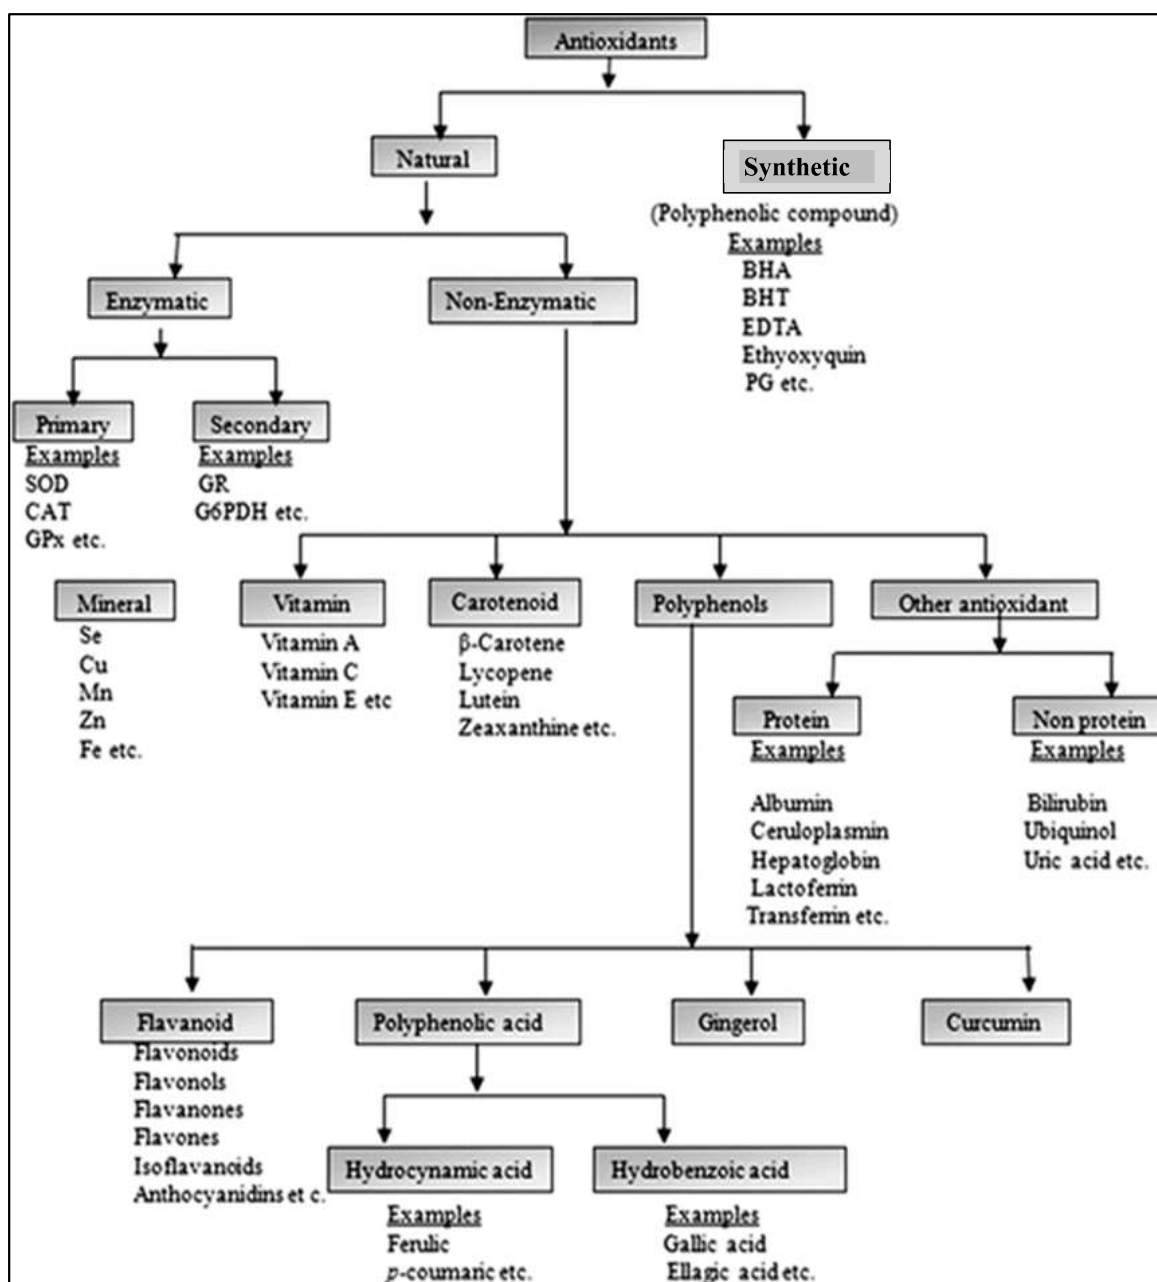 Antioxidants
Natural
Synthetic
(Polyphenolic compound)
Examples
BHA
BHT
EDTA
Ethyoxyquin
PG etc.
Enzymatic
Non-Enzymatic
Primary
Examples
SOD
CAT
GPx etc.
Secondary
Examples
GR
G6PDH etc.
Mineral
Se
Cu
Mn
Zn
Fe etc.
Vitamin
Vitamin A
Vitamin C
Vitamin E etc
Carotenoid
β-Carotene
Lycopene
Lutein
Zeaxanthine etc.
Polyphenols
Other antioxidant
Protein
Examples
Albumin
Ceruloplasmin
Hepatoglobin
Lactoferrin
Transferrin etc.
Non protein
Examples
Bilirubin
Ubiquinol
Uric acid etc.
Flavanoid
Flavonoids
Flavonols
Flavanones
Flavones
Isoflavanoids
Anthocyanidins et c.
Polyphenolic acid
Gingerol
Curcumin
Hydrocynamic acid
Examples
Ferulic
p-coumaric etc.
Hydrobenzoic acid
Examples
Gallic acid
Ellagic acid etc.